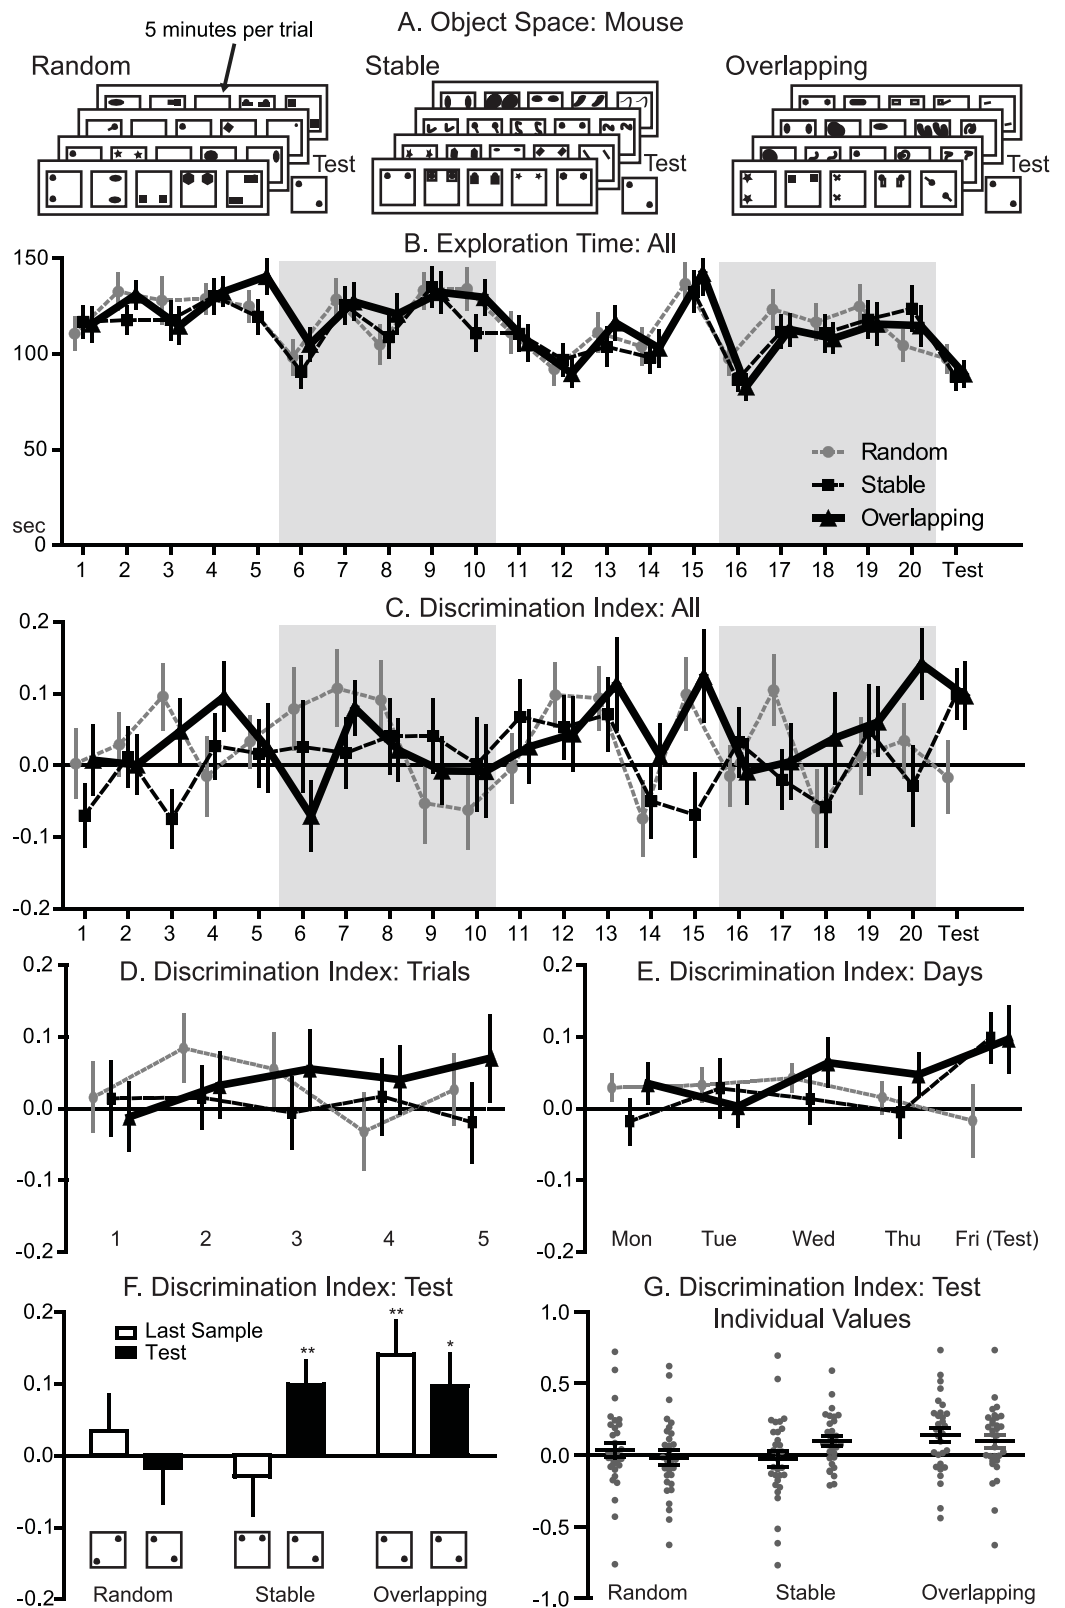 A. Object Space: Mouse
5 minutes per trial
Random
Stable
Overlapping
Test
Test
Test
B. Exploration Time: All
150
100
50
sec
0
Random
Stable
Overlapping
1 2 3 4 5 6 7 8 9 10 11 12 13 14 15 16 17 18 19 20 Test
C. Discrimination Index: All
0.2
0.1
0.0
-0.1
-0.2
1 2 3 4 5 6 7 8 9 10 11 12 13 14 15 16 17 18 19 20 Test
D. Discrimination Index: Trials
0.2
0.1
0.0
-0.1
-0.2
1 2 3 4 5
E. Discrimination Index: Days
0.2
0.1
0.0
-0.1
-0.2
Mon Tue Wed Thu Fri (Test)
F. Discrimination Index: Test
0.2
0.1
0.0
-0.1
-0.2
Last Sample
Test
**
**
*
Random Stable Overlapping
G. Discrimination Index: Test
Individual Values
1.0
0.5
0.0
-0.5
-1.0
Random Stable Overlapping